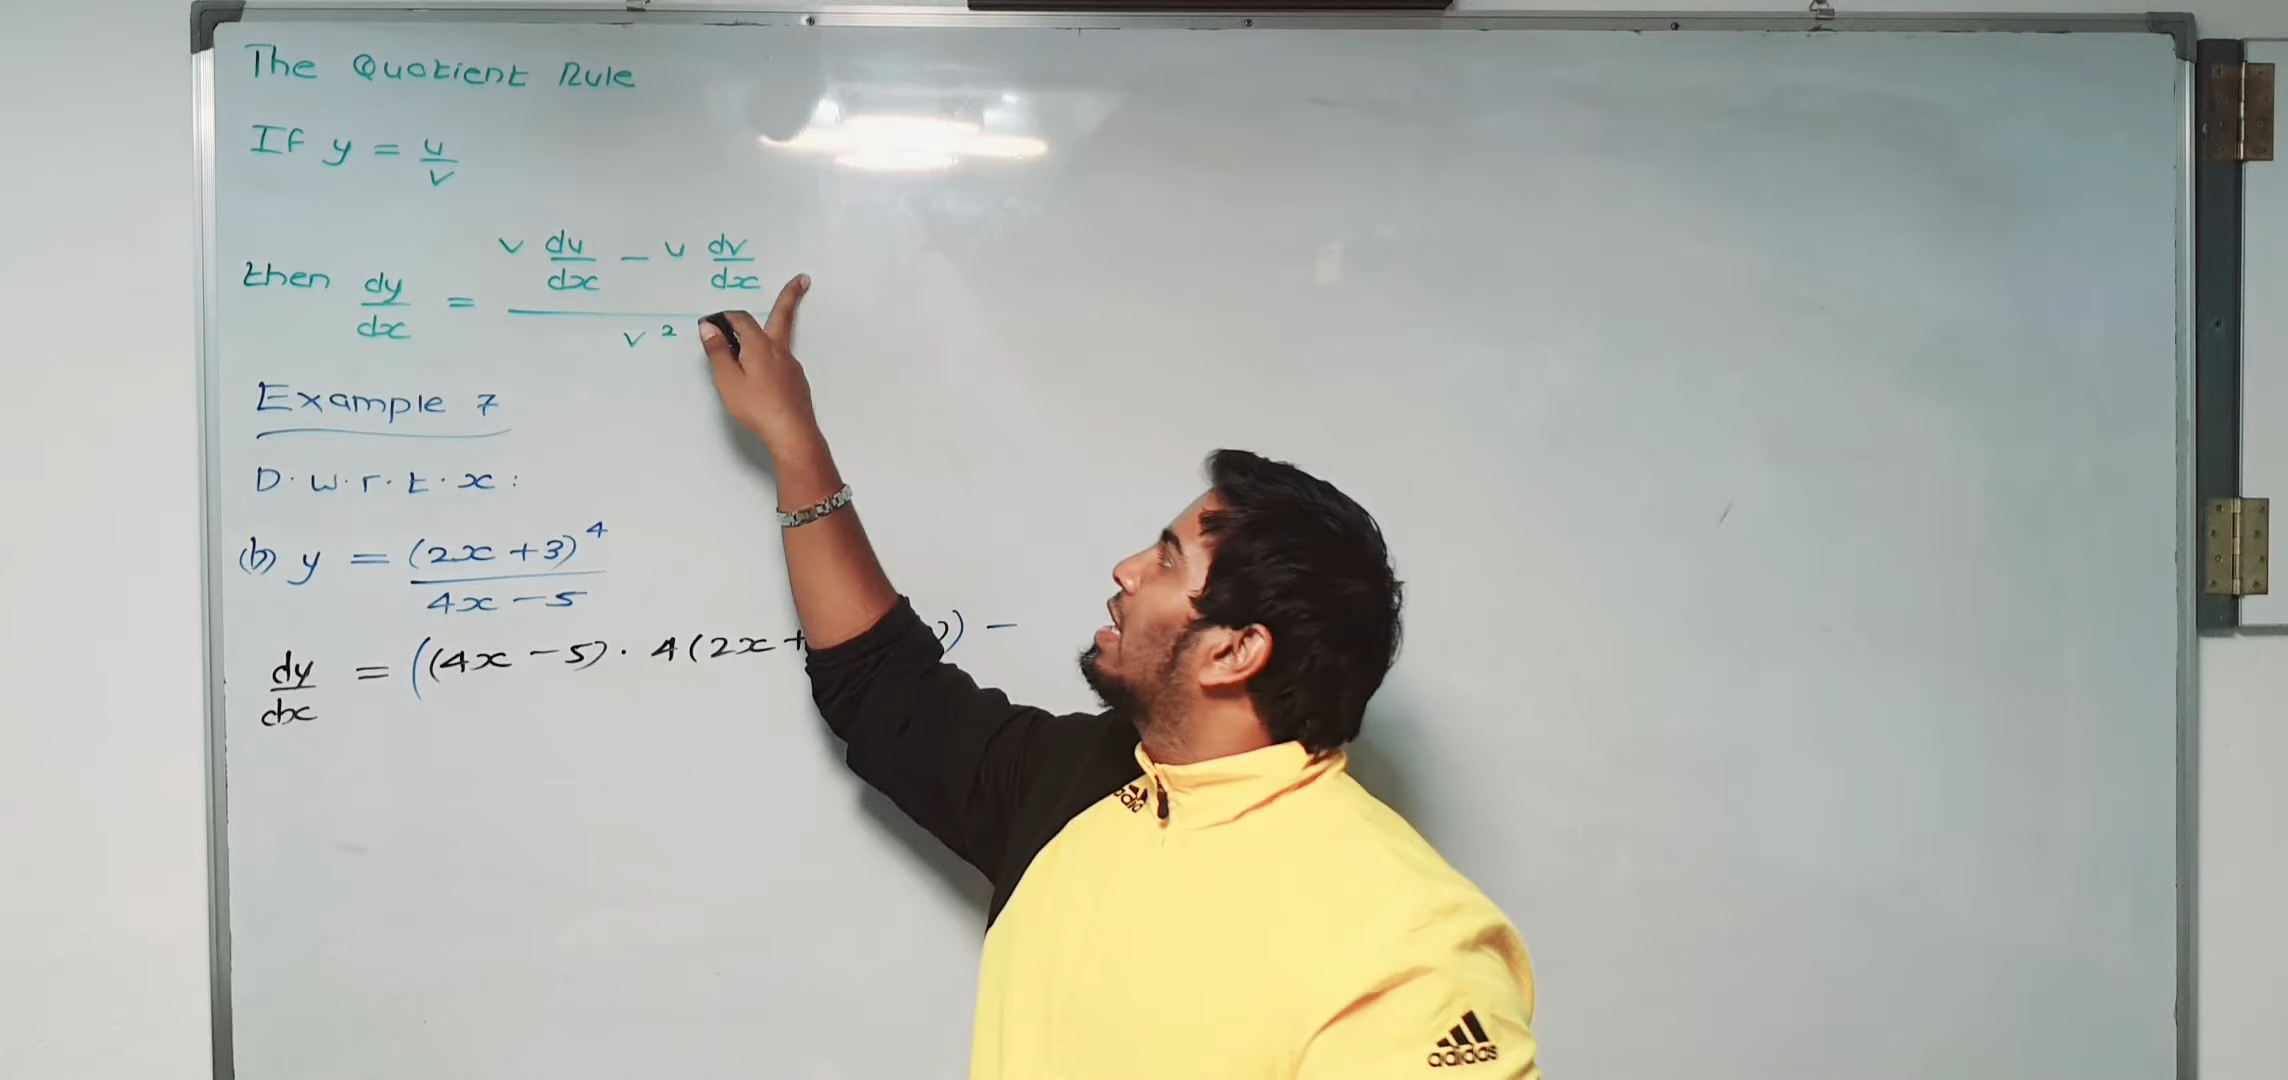 The Quotient Rule
If y = u/v
then dy/dx = (v du/dx - u dv/dx) / v²
Example 7
D.w.r.t.x:
(b) y = (2x+3)⁴ / 4x-5
dy/dx = ((4x-5)·4(2x+ ) -
adidas